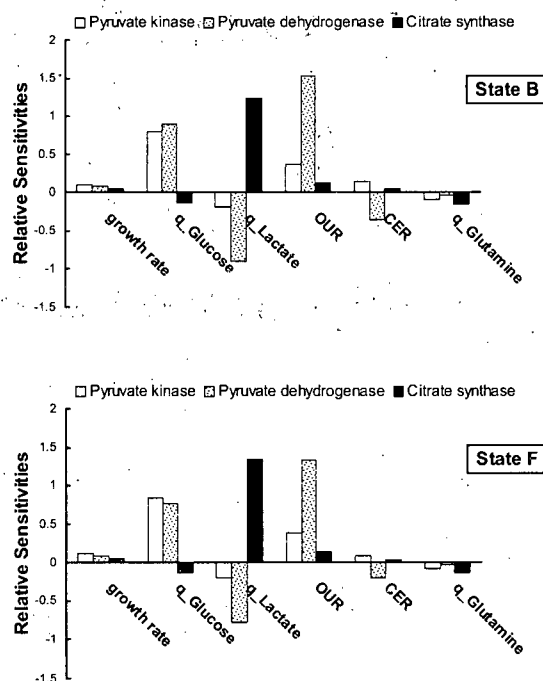 Pyruvate kinase Pyruvate dehydrogenase Citrate synthase
2
1.5
1
0.5
0
-0.5
-1
-1.5
Relative Sensitivities
State B
growth rate
q_Glucose
q_Lactate
OUR
CER
q_Glutamine
Pyruvate kinase Pyruvate dehydrogenase Citrate synthase
2
1.5
1
0.5
0
-0.5
-1
-1.5
Relative Sensitivities
State F
growth rate
q_Glucose
q_Lactate
OUR
CER
q_Glutamine